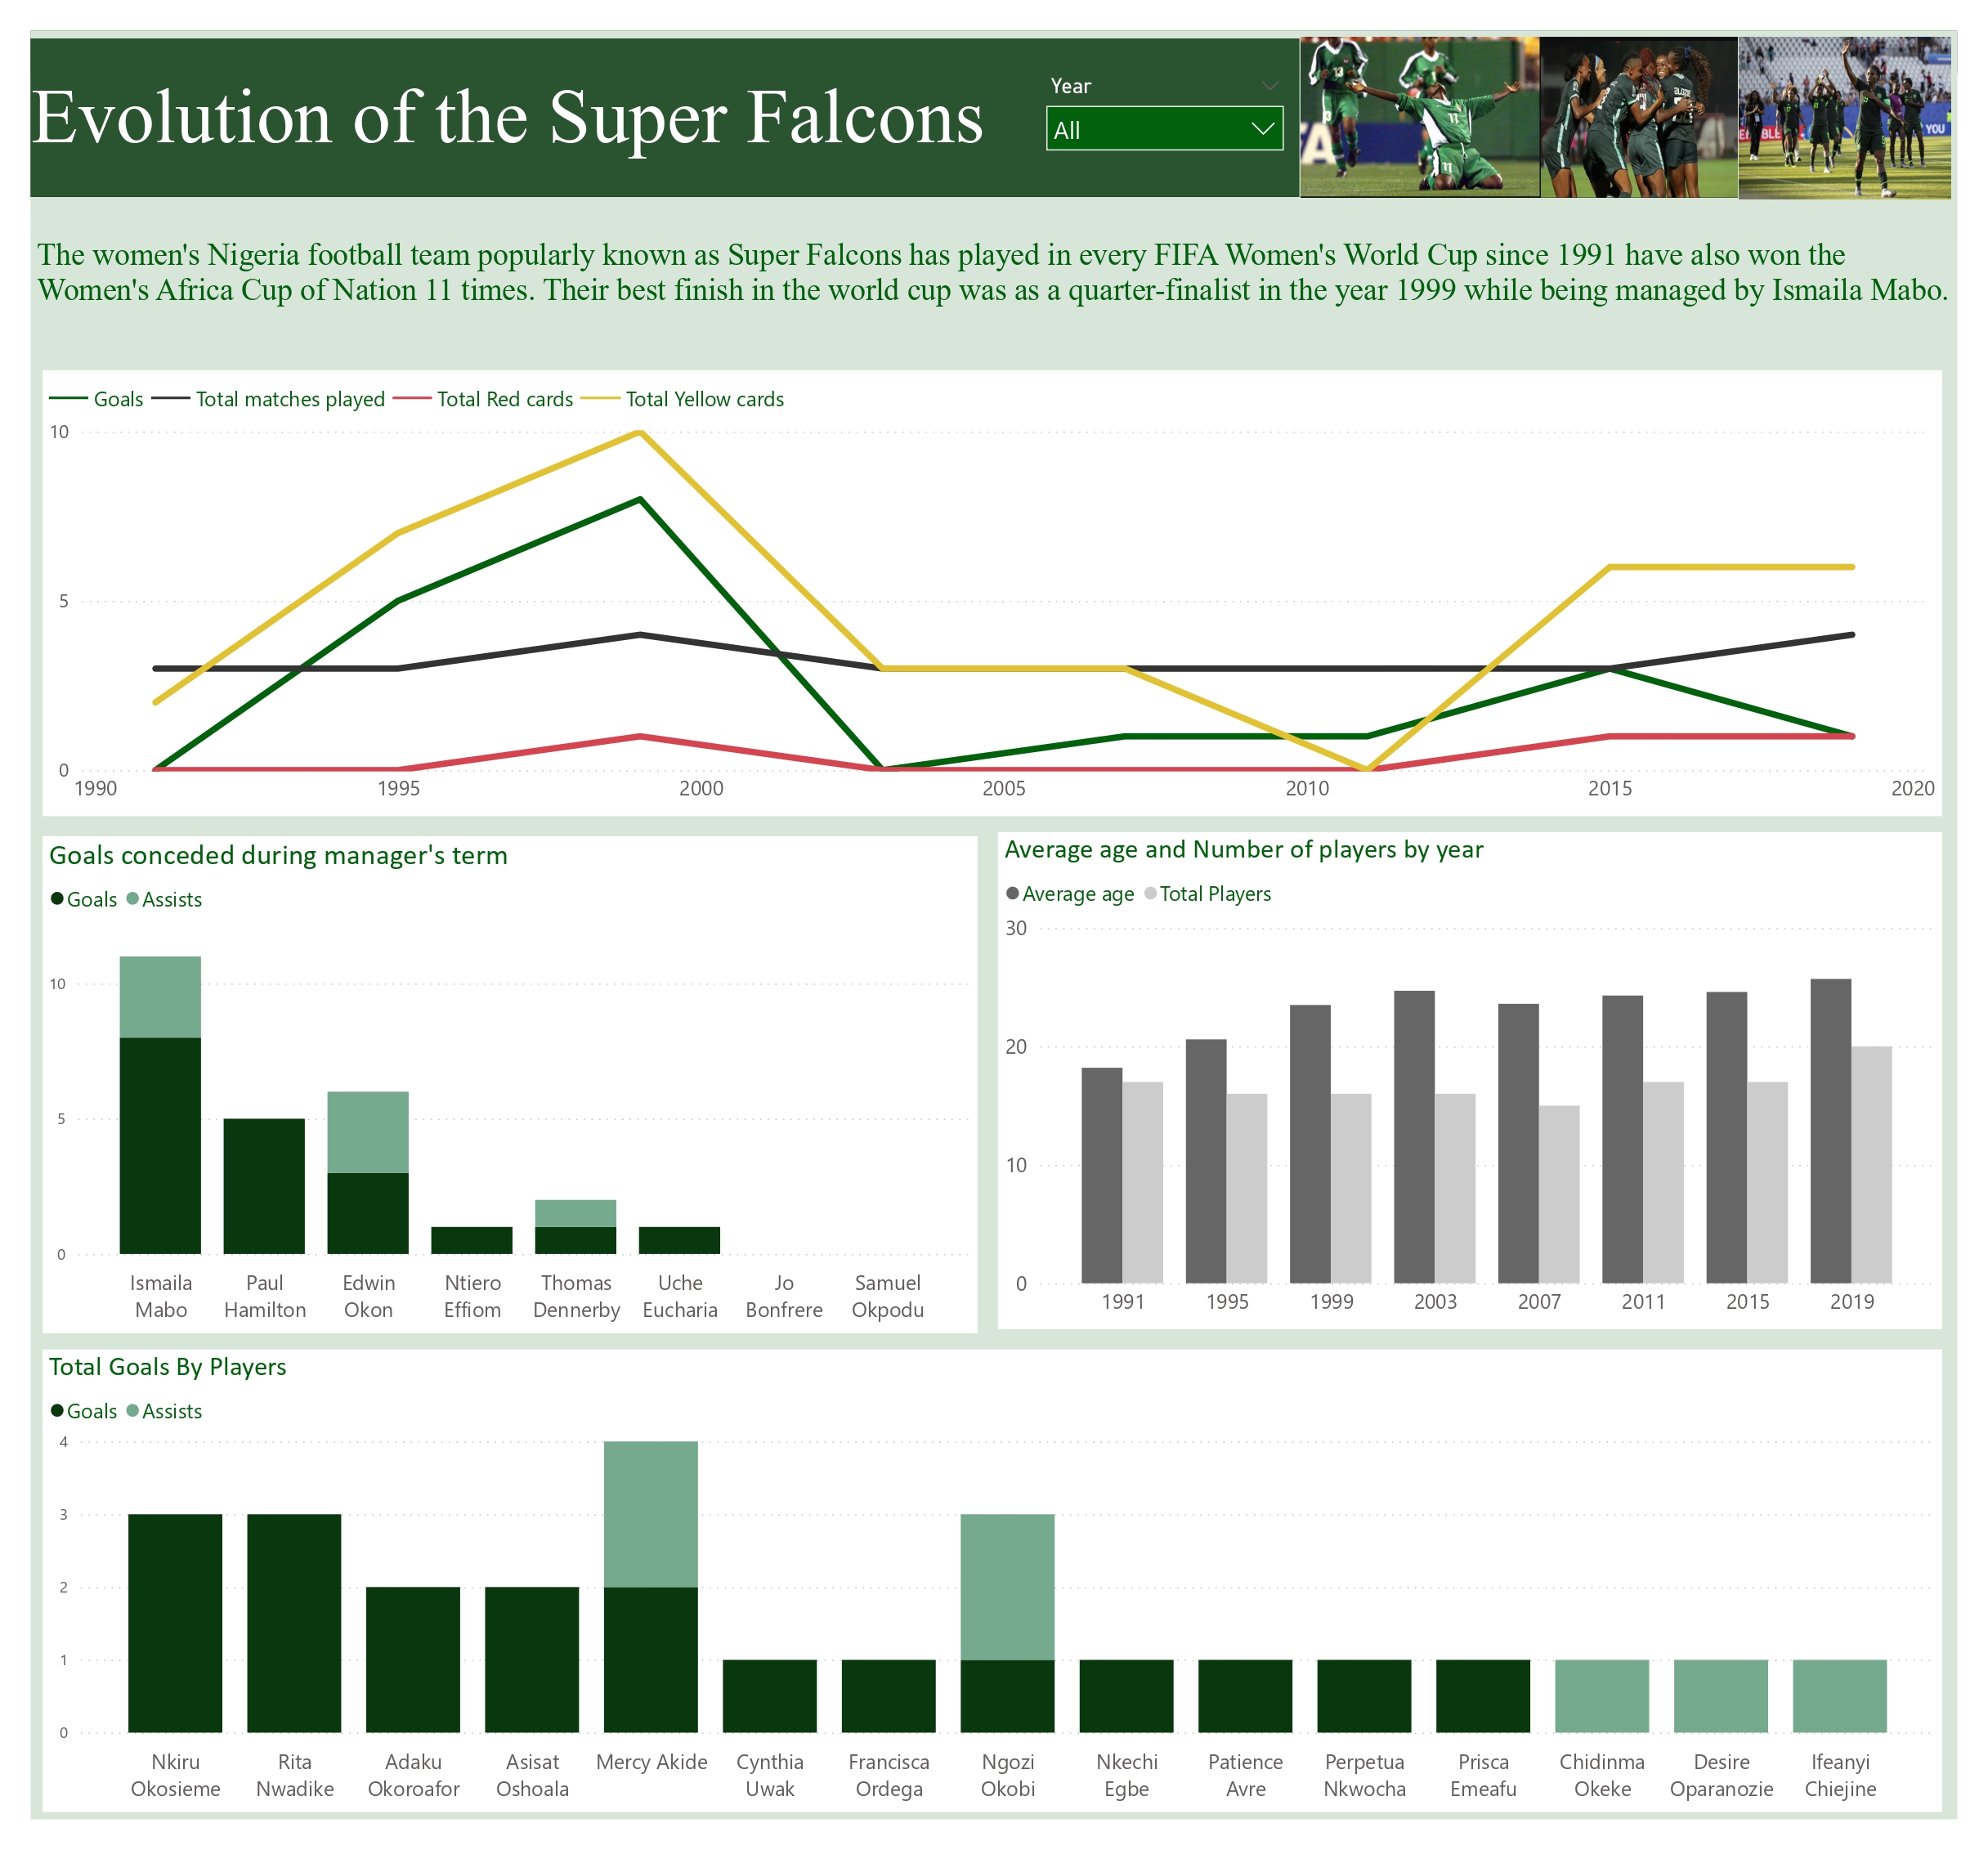 Evolution of the Super Falcons
Year
All
13
11
11
FA
YOU
The women's Nigeria football team popularly known as Super Falcons has played in every FIFA Women's World Cup since 1991 have also won the
Women's Africa Cup of Nation 11 times. Their best finish in the world cup was as a quarter-finalist in the year 1999 while being managed by Ismaila Mabo.
Goals Total matches played Total Red cards Total Yellow cards
10
5
0
1990 1995 2000 2005 2010 2015 2020
Goals conceded during manager's term
Goals Assists
10
5
0
Ismaila Paul Edwin Ntiero Thomas Uche Jo Samuel
Mabo Hamilton Okon Effiom Dennerby Eucharia Bonfrere Okpodu
Average age and Number of players by year
Average age Total Players
30
20
10
0
1991 1995 1999 2003 2007 2011 2015 2019
Total Goals By Players
Goals Assists
4
3
2
1
0
Nkiru Rita Adaku Asisat Mercy Akide Cynthia Francisca Ngozi Nkechi Patience Perpetua Prisca Chidinma Desire Ifeanyi
Okosieme Nwadike Okoroafor Oshoala Uwak Ordega Okobi Egbe Avre Nkwocha Emeafu Okeke Oparanozie Chiejine